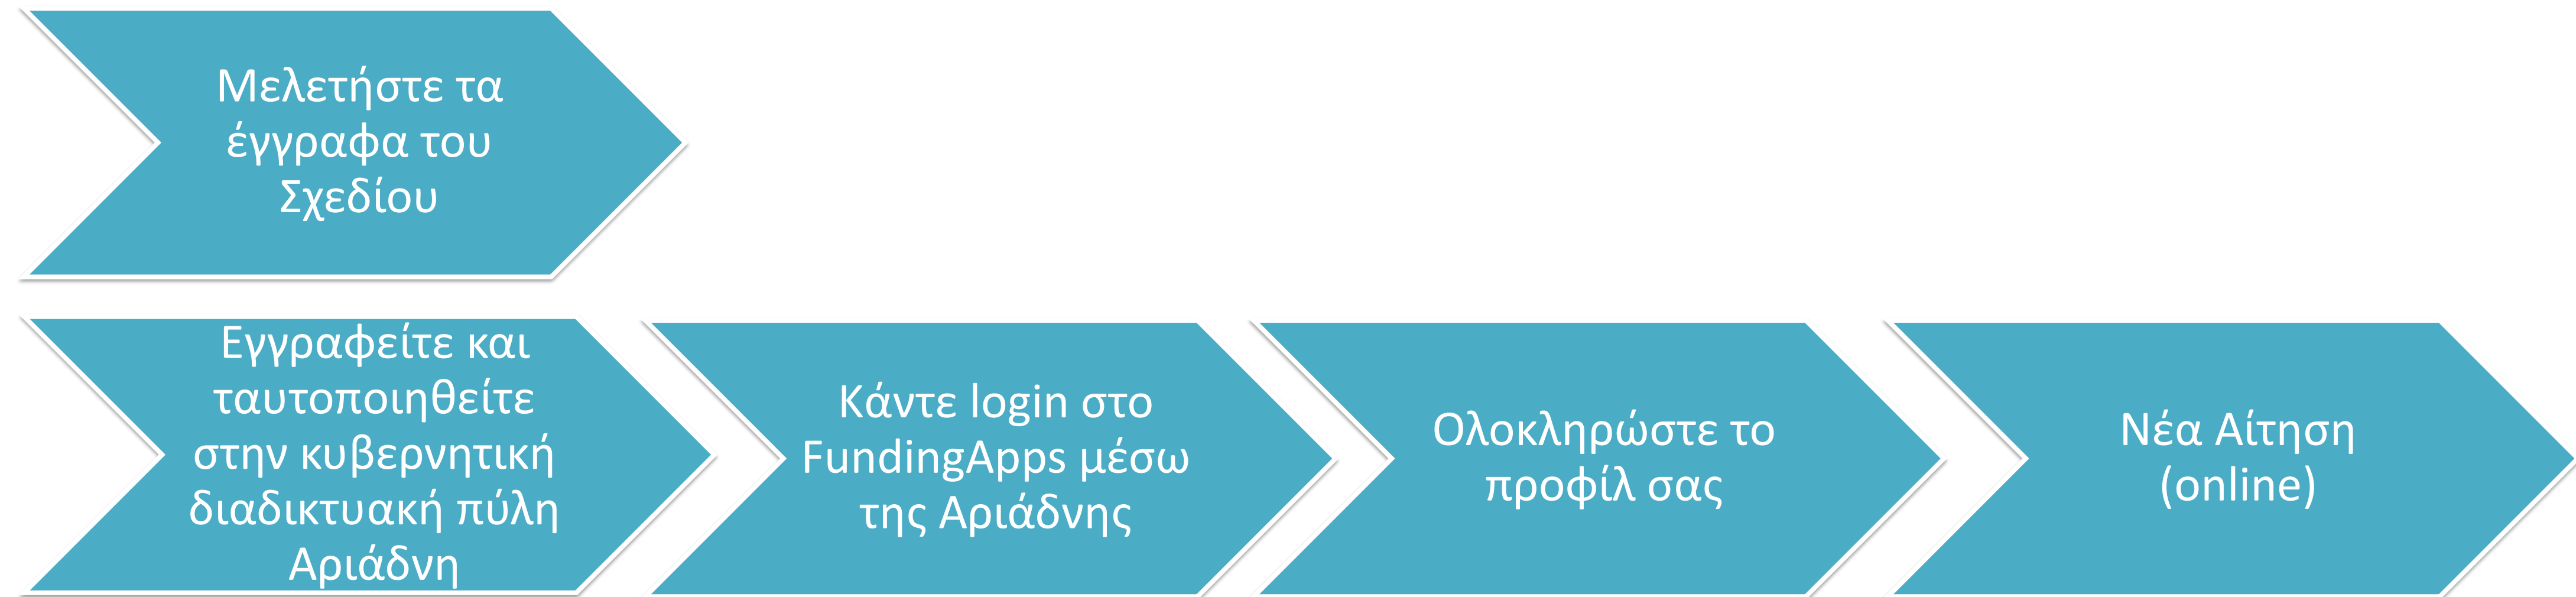 Μελετήστε τα
έγγραφα του
Σχεδίου
Εγγραφείτε και
ταυτοποιηθείτε
στην κυβερνητική
διαδικτυακή πύλη
Αριάδνη
Κάντε login στο
FundingApps μέσω
της Αριάδνης
Ολοκληρώστε το
προφίλ σας
Νέα Αίτηση
(online)